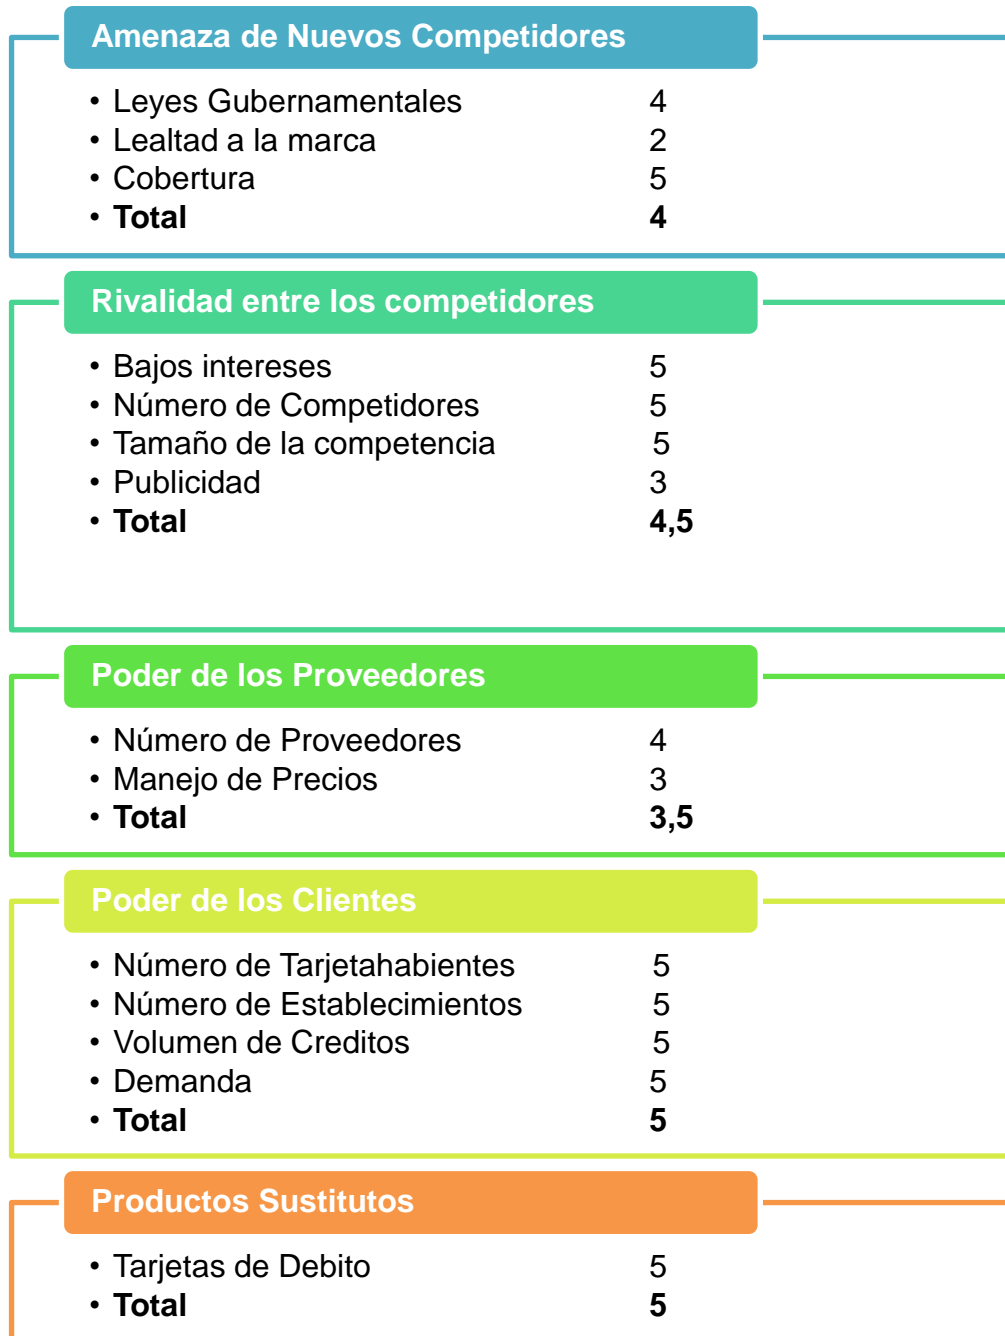 Amenaza de Nuevos Competidores
• Leyes Gubernamentales 4
• Lealtad a la marca 2
• Cobertura 5
• Total 4
Rivalidad entre los competidores
• Bajos intereses 5
• Número de Competidores 5
• Tamaño de la competencia 5
• Publicidad 3
• Total 4,5
Poder de los Proveedores
• Número de Proveedores 4
• Manejo de Precios 3
• Total 3,5
Poder de los Clientes
• Número de Tarjetahabientes 5
• Número de Establecimientos 5
• Volumen de Creditos 5
• Demanda 5
• Total 5
Productos Sustitutos
• Tarjetas de Debito 5
• Total 5